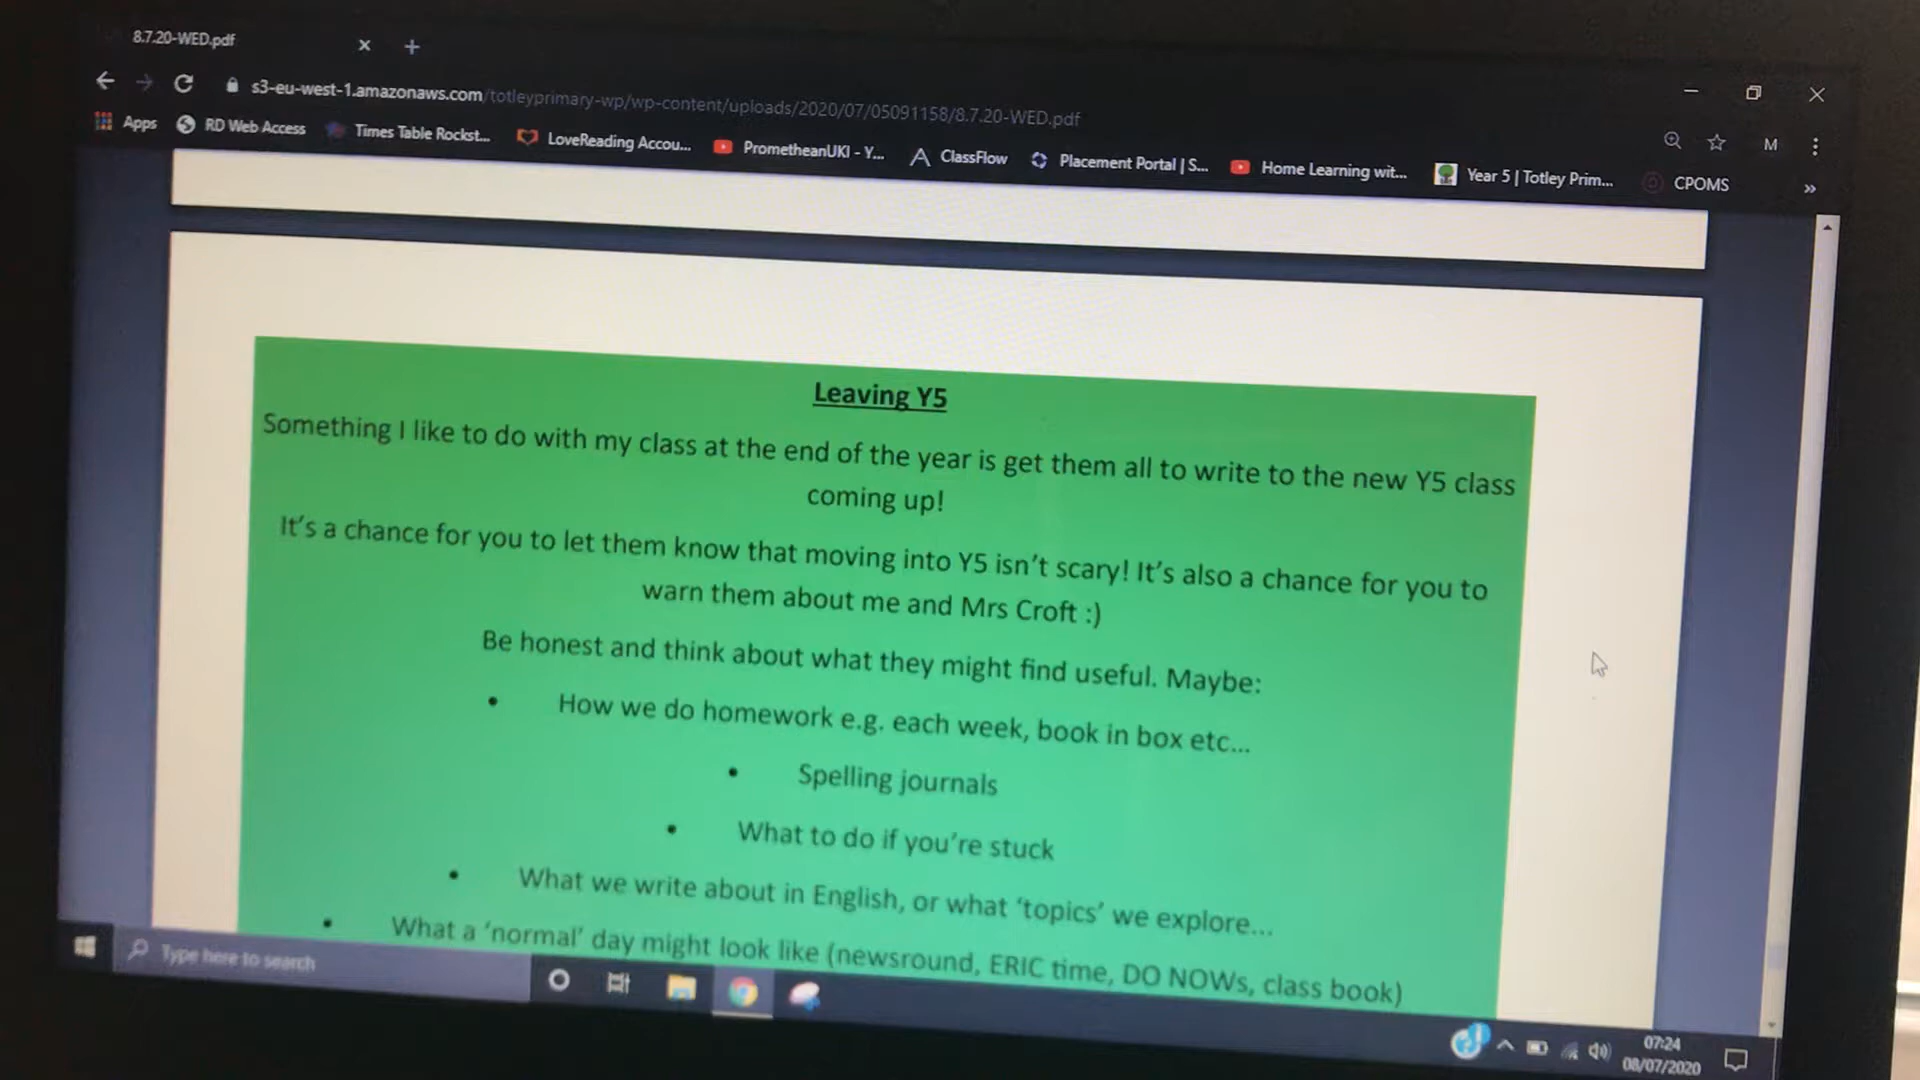 8.7.20-WED.pdf
s3-eu-west-1.amazonaws.com/totleyprimary-wp/wp-content/uploads/2020/07/05091158/8.7.20-WED.pdf
Apps RD Web Access Times Table Rockst... LoveReading Accou... PrometheanUKI - Y... ClassFlow Placement Portal | S... Home Learning wit... Year 5 | Totley Prim... CPOMS »
M
Leaving Y5
Something I like to do with my class at the end of the year is get them all to write to the new Y5 class
coming up!
It's a chance for you to let them know that moving into Y5 isn't scary! It's also a chance for you to
warn them about me and Mrs Croft :)
Be honest and think about what they might find useful. Maybe:
• How we do homework e.g. each week, book in box etc...
• Spelling journals
• What to do if you're stuck
• What we write about in English, or what 'topics' we explore...
• What a 'normal' day might look like (newsround, ERIC time, DO NOWs, class book)
Type here to search
07:24
08/07/2020